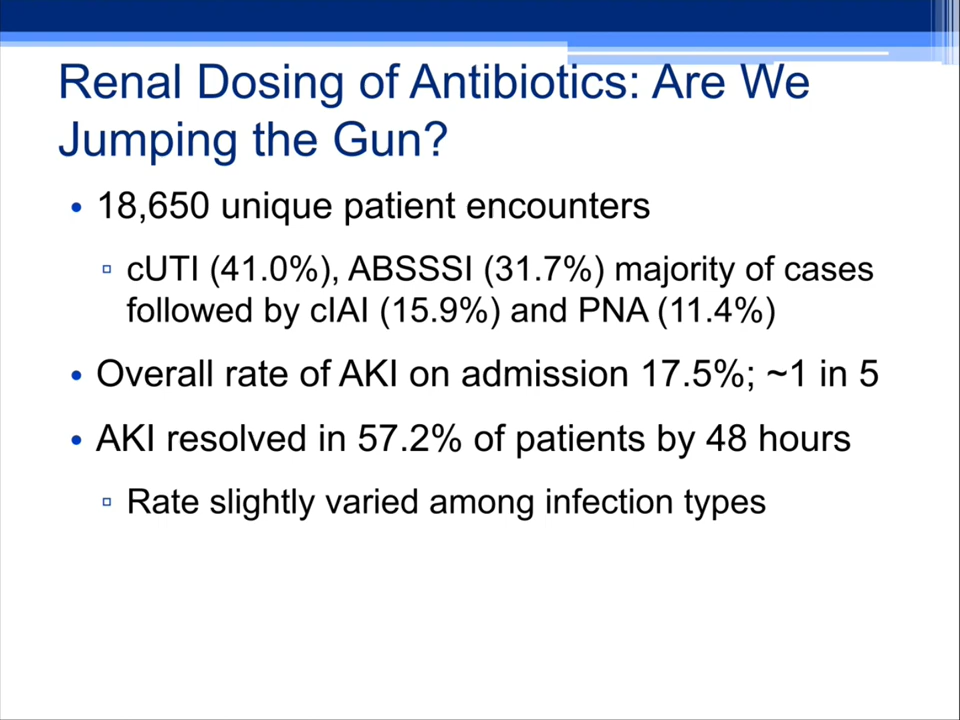 Renal Dosing of Antibiotics: Are We
Jumping the Gun?
• 18,650 unique patient encounters
▫ cUTI (41.0%), ABSSSI (31.7%) majority of cases
followed by cIAI (15.9%) and PNA (11.4%)
• Overall rate of AKI on admission 17.5%; ~1 in 5
• AKI resolved in 57.2% of patients by 48 hours
▫ Rate slightly varied among infection types